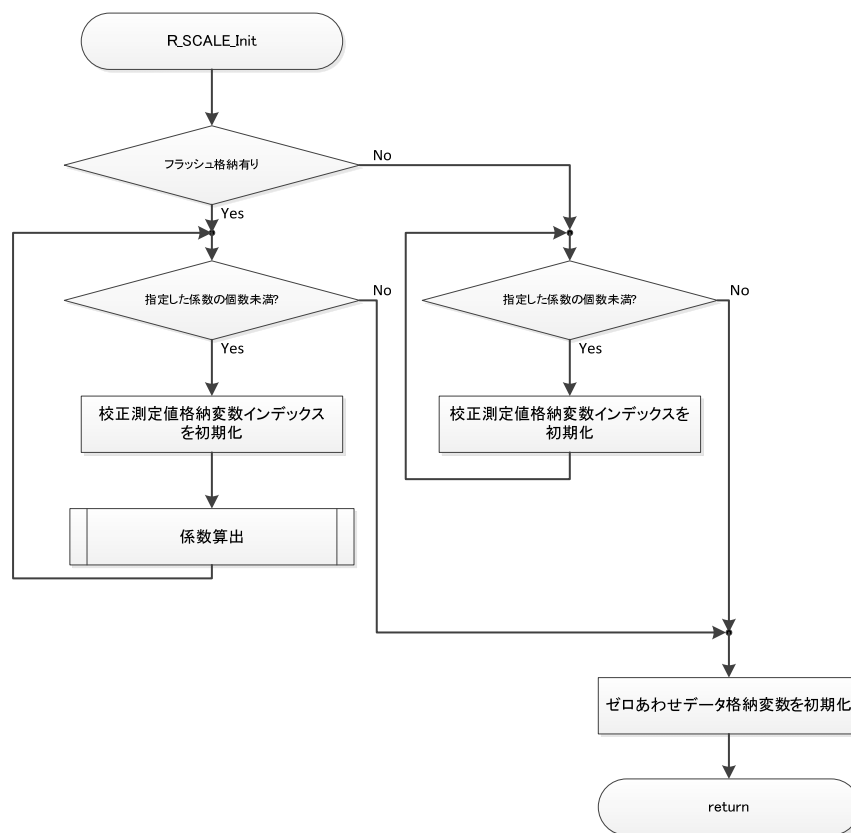 R_SCALE_Init
フラッシュ格納有り
No
Yes
指定した係数の個数未満?
No
指定した係数の個数未満?
No
Yes
Yes
校正測定値格納変数インデックス
を初期化
校正測定値格納変数インデックスを
初期化
係数算出
ゼロあわせデータ格納変数を初期化
return